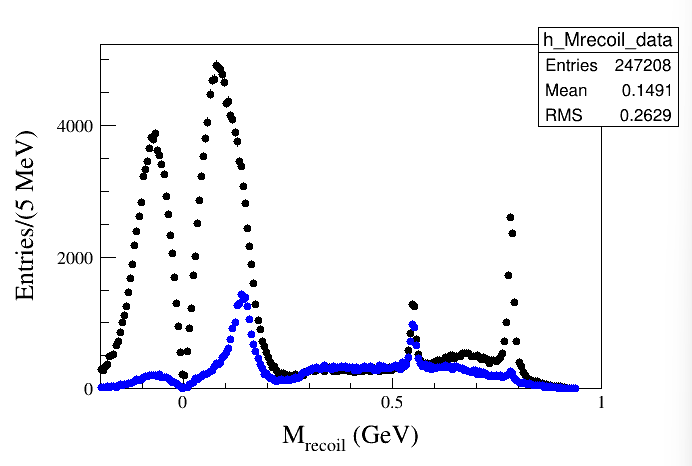 h_Mrecoil_data
Entries 247208
Mean 0.1491
RMS 0.2629
Entries/(5 MeV)
4000
2000
0
0 0.5 1
M_recoil (GeV)